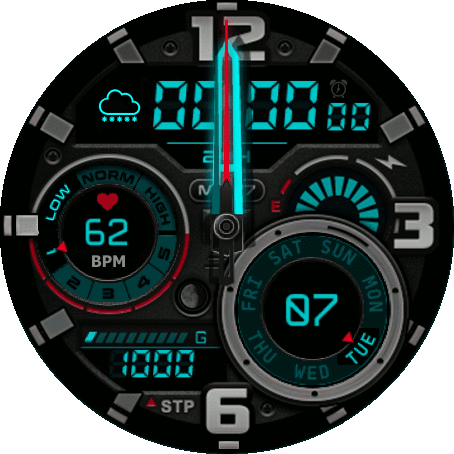 12
00 00 00
24H
LOW NORM HIGH
62
BPM
1 2 3 4 5
E
3
FRI SAT SUN MON TUE WED THU
07
G
1000
STP
6